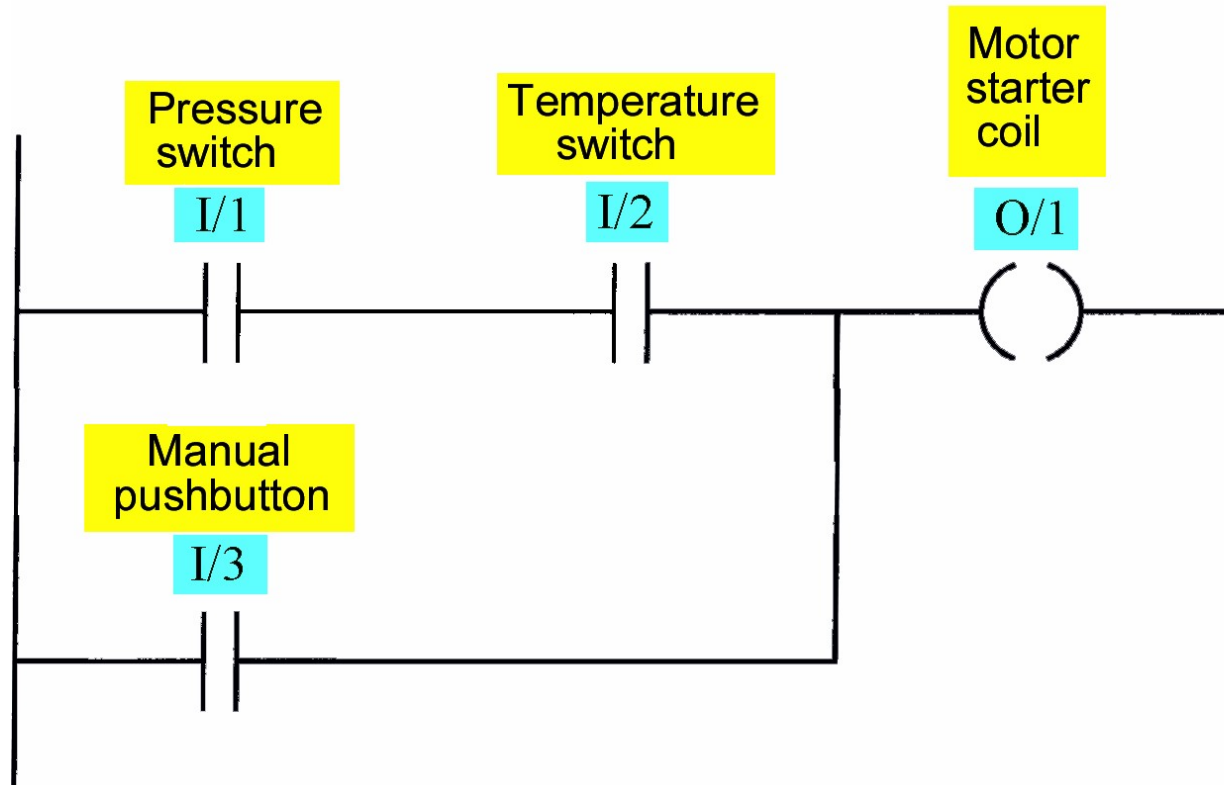 Pressure
switch
I/1
Temperature
switch
I/2
Motor
starter
coil
O/1
Manual
pushbutton
I/3